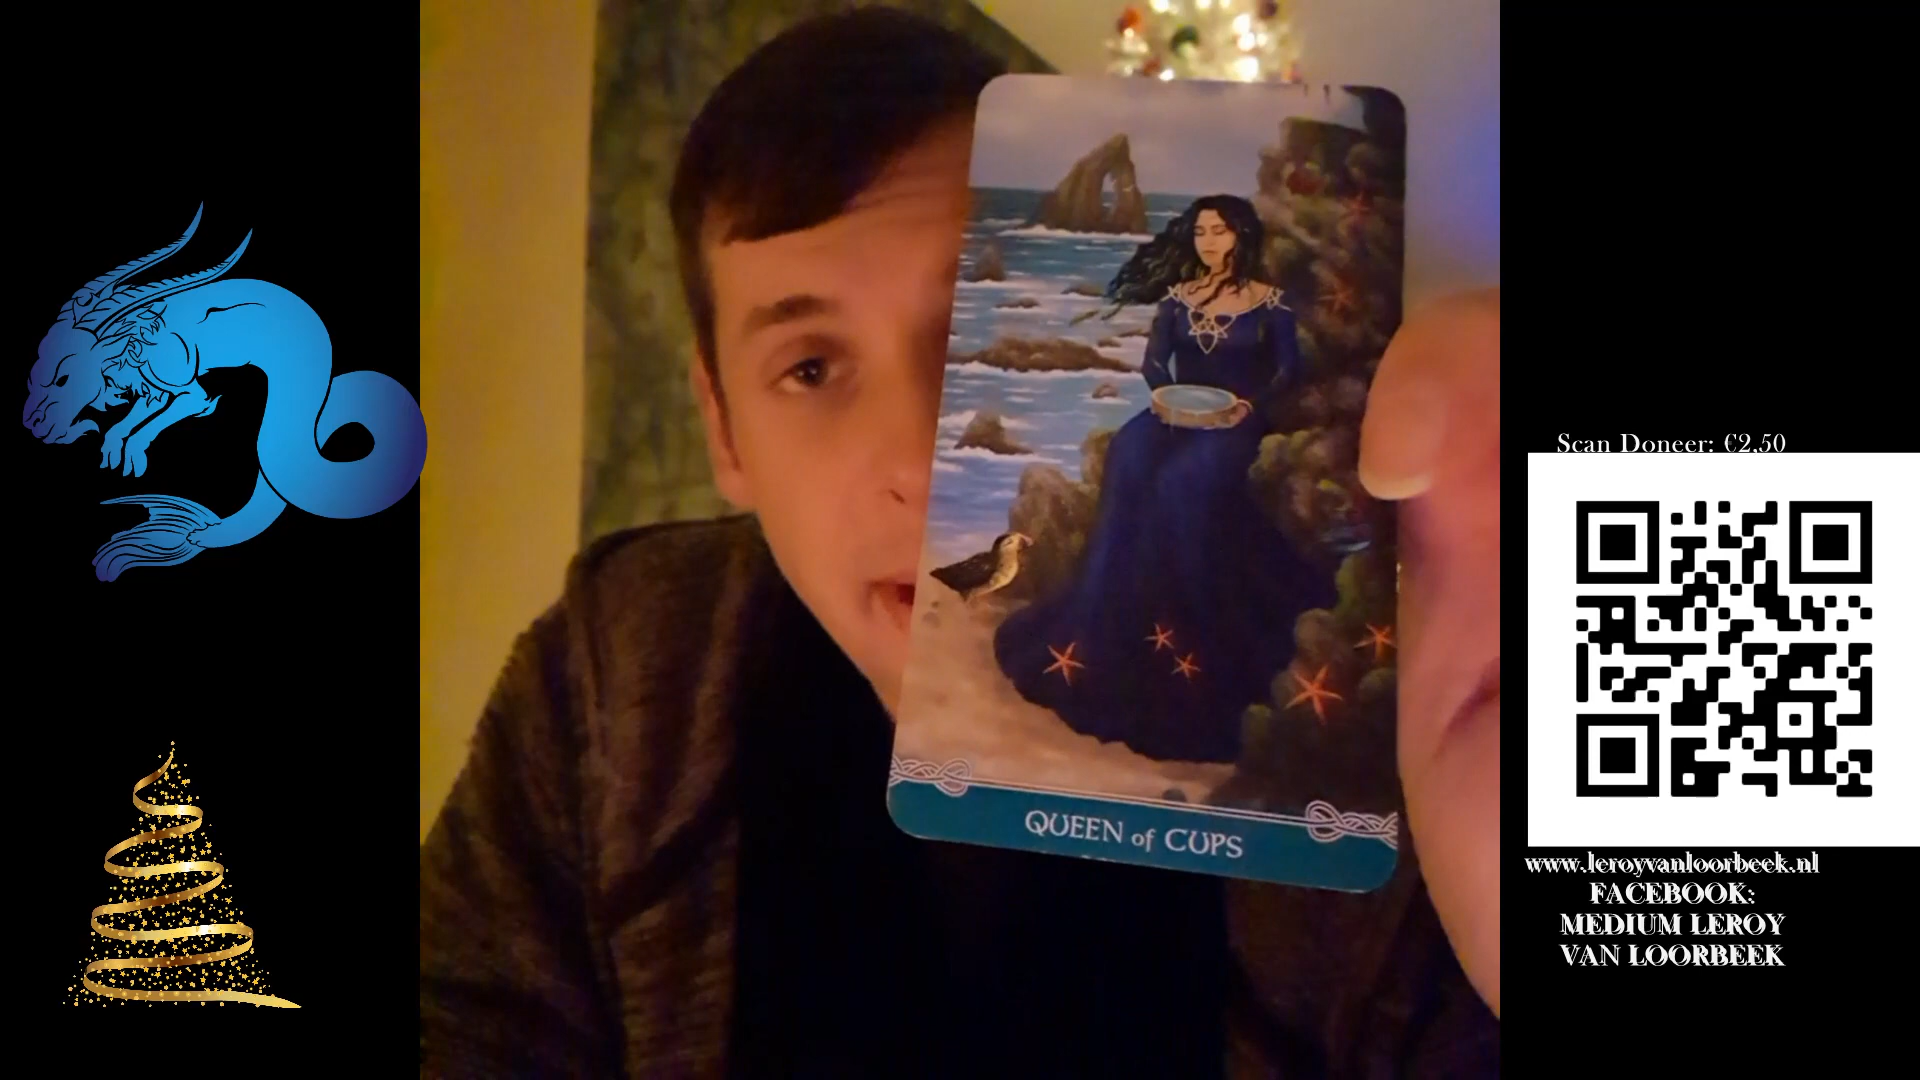 QUEEN of CUPS
Scan Doneer: €2,50
www.leroyvanloorbeek.nl
FACEBOOK:
MEDIUM LEROY
VAN LOORBEEK